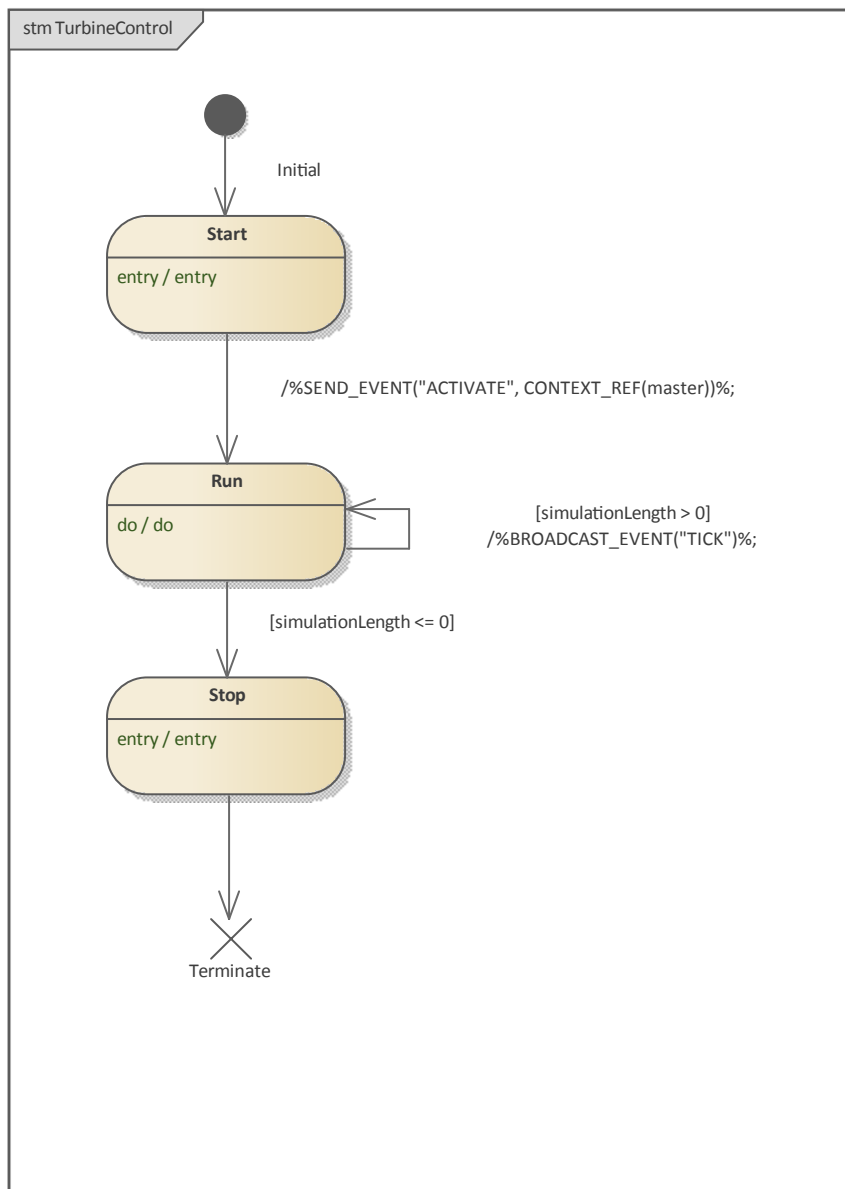 stm TurbineControl
Initial
Start
entry / entry
/%SEND_EVENT("ACTIVATE", CONTEXT_REF(master))%;
Run
do / do
[simulationLength > 0]
/%BROADCAST_EVENT("TICK")%;
[simulationLength <= 0]
Stop
entry / entry
Terminate